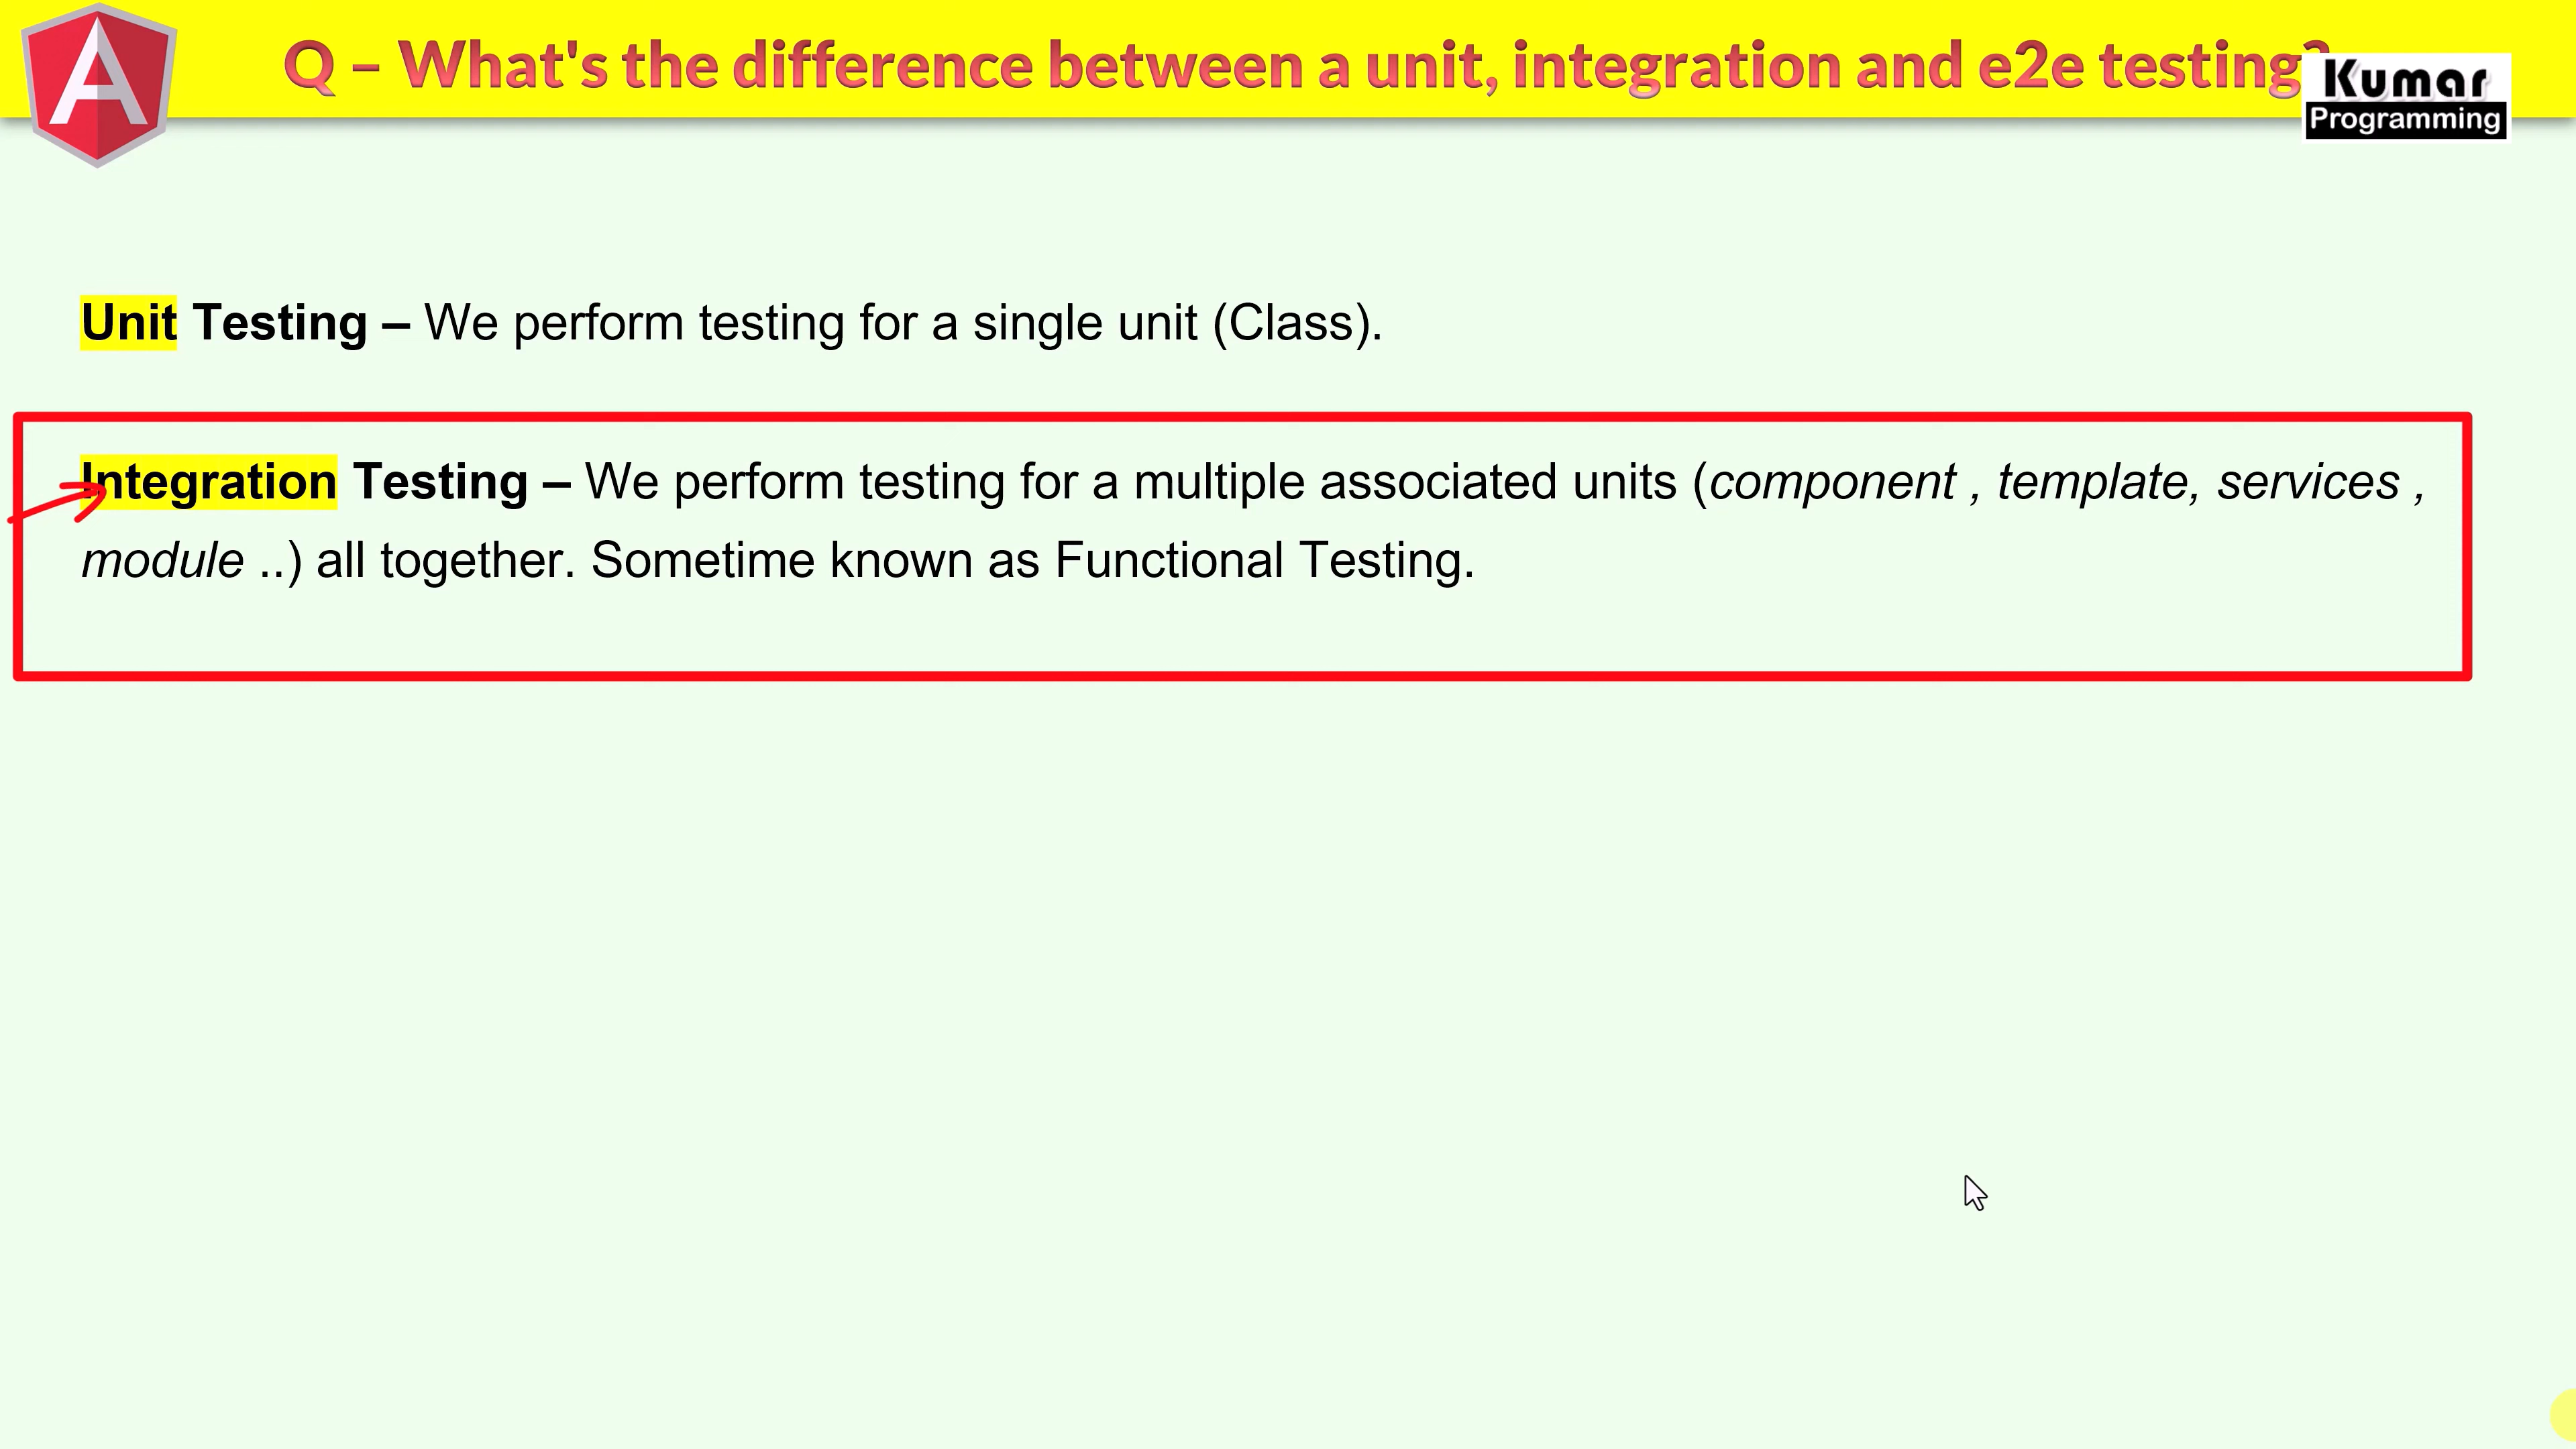 Q – What's the difference between a unit, integration and e2e testing?
Kumar
Programming
Unit Testing – We perform testing for a single unit (Class).
Integration Testing – We perform testing for a multiple associated units (component , template, services ,
module ..) all together. Sometime known as Functional Testing.